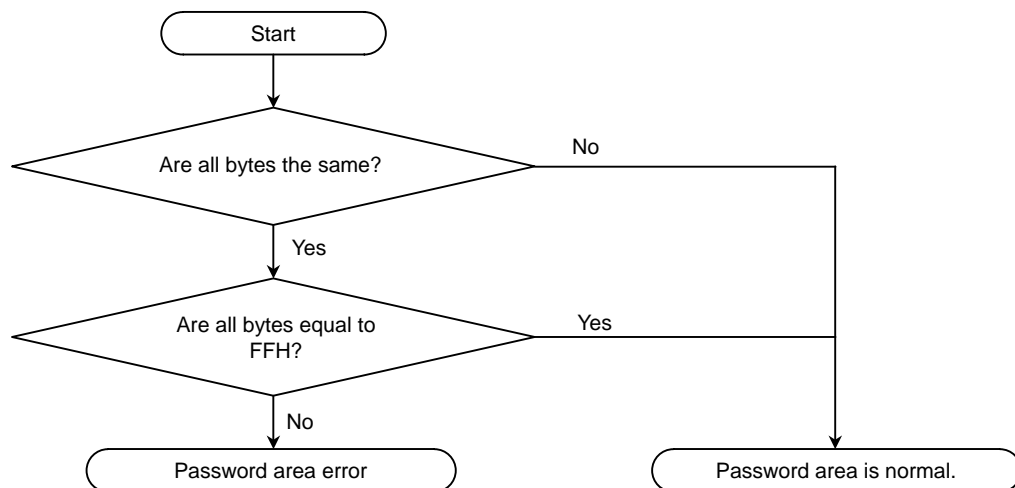 Start
Are all bytes the same?
No
Yes
Are all bytes equal to
FFH?
Yes
No
Password area error
Password area is normal.